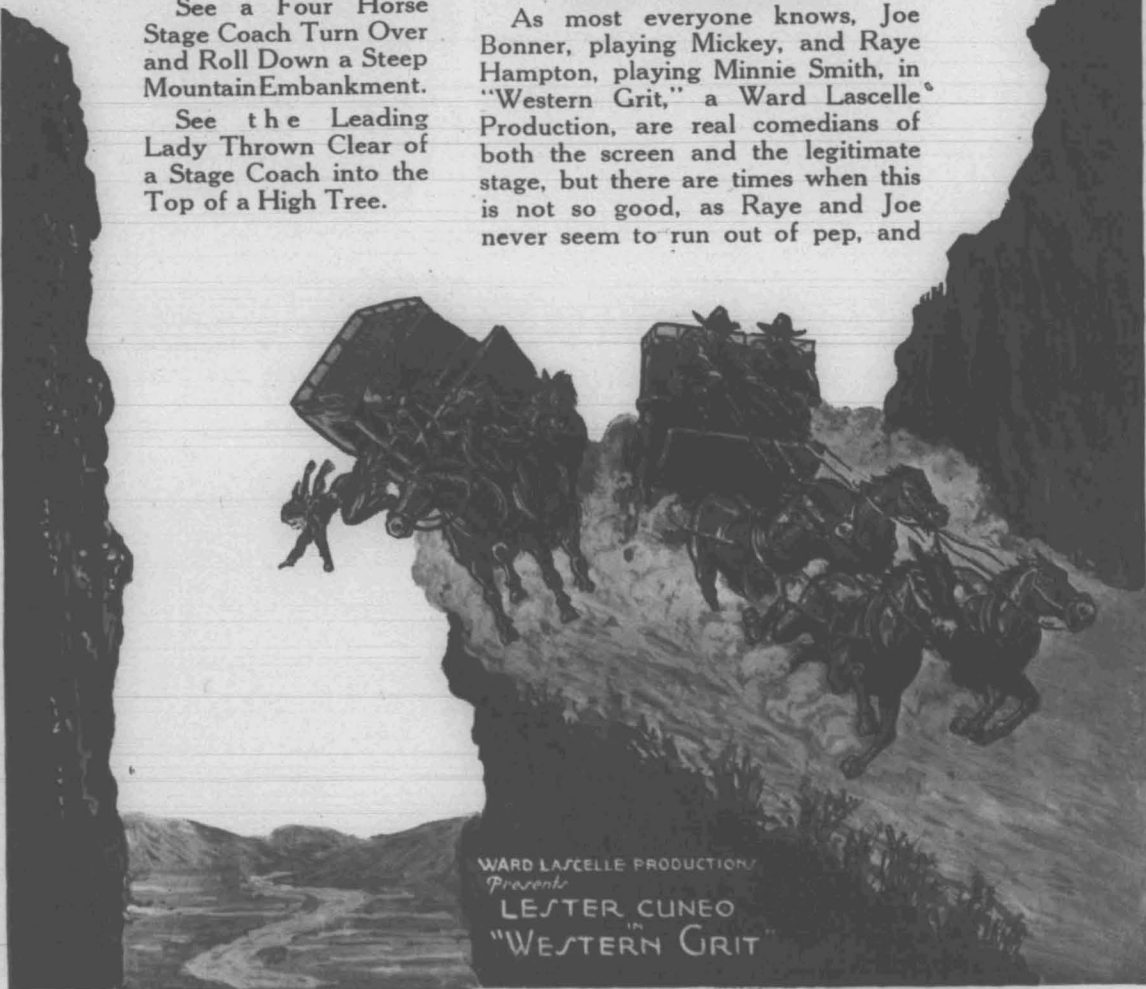 See a Four Horse
Stage Coach Turn Over
and Roll Down a Steep
Mountain Embankment.
See the Leading
Lady Thrown Clear of
a Stage Coach into the
Top of a High Tree.
As most everyone knows, Joe
Bonner, playing Mickey, and Raye
Hampton, playing Minnie Smith, in
"Western Grit," a Ward Lascelle
Production, are real comedians of
both the screen and the legitimate
stage, but there are times when this
is not so good, as Raye and Joe
never seem to run out of pep, and
WARD LASCELLE PRODUCTIONS
Presents
LESTER CUNEO
IN
"WESTERN GRIT"